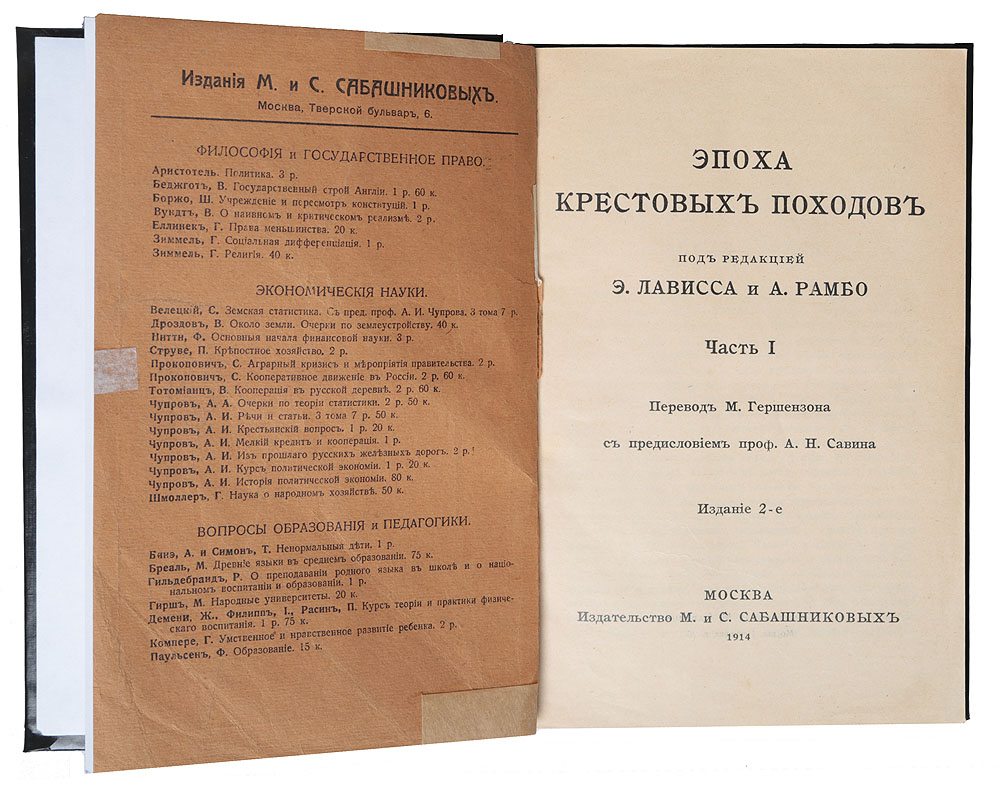 Изданія М. и С. САБАШНИКОВЫХЪ.
Москва, Тверской бульваръ, 6.
ФИЛОСОФІЯ и ГОСУДАРСТВЕННОЕ ПРАВО.
Аристотель. Политика. 3 р.
Беджготъ, В. Государственный строй Англіи. 1 р. 60 к.
Боржо, Ш. Учрежденіе и пересмотръ конституцій. 1 р.
Вундтъ, В. О наивномъ и критическомъ реализмѣ. 2 р.
Еллинекъ, Г. Права меньшинства. 20 к.
Зиммель, Г. Соціальная дифференціація. 1 р.
Зиммель, Г. Религія. 40 к.
ЭКОНОМИЧЕСКІЯ НАУКИ.
Велецкій, С. Земская статистика. Съ пред. проф. А. И. Чупрова. 3 тома 7 р.
Дроздовъ, В. Около земли. Очерки по землеустройству. 40 к.
Нитти, Ф. Основныя начала финансовой науки. 3 р.
Струве, П. Крѣпостное хозяйство. 2 р.
Прокоповичъ, С. Аграрный кризисъ и мѣропріятія правительства. 2 р.
Прокоповичъ, С. Кооперативное движеніе въ Россіи. 2 р. 60 к.
Тотоміанцъ, В. Кооперація въ русской деревнѣ. 2 р. 60 к.
Чупровъ, А. А. Очерки по теоріи статистики. 2 р. 50 к.
Чупровъ, А. И. Рѣчи и статьи. 3 тома 7 р. 50 к.
Чупровъ, А. И. Крестьянскій вопросъ. 1 р. 20 к.
Чупровъ, А. И. Мелкій кредитъ и кооперація. 1 р.
Чупровъ, А. И. Изъ прошлаго русскихъ желѣзныхъ дорогъ. 2 р.
Чупровъ, А. И. Курсъ политической экономіи. 1 р. 20 к.
Чупровъ, А. И. Исторія политической экономіи. 80 к.
Шмоллеръ, Г. Наука о народномъ хозяйствѣ. 50 к.
ВОПРОСЫ ОБРАЗОВАНІЯ и ПЕДАГОГИКИ.
Бинэ, А. и Симонъ, Т. Ненормальныя дѣти. 1 р.
Бреаль, М. Древніе языки въ среднемъ образованіи. 75 к.
Гильдебрандъ, Р. О преподаваніи родного языка въ школѣ и о націо-
нальномъ воспитаніи и образованіи. 1 р.
Гиршъ, М. Народные университеты. 20 к.
Демени, Ж., Филиппъ, І., Расинъ, П. Курсъ теоріи и практики физиче-
скаго воспитанія. 1 р. 75 к.
Компере, Г. Умственное и нравственное развитіе ребенка. 2 р.
Паульсенъ, Ф. Образованіе. 15 к.
ЭПОХА
КРЕСТОВЫХЪ ПОХОДОВЪ
ПОДЪ РЕДАКЦІЕЙ
Э. ЛАВИССА и А. РАМБО
Часть I
Переводъ М. Гершензона
съ предисловіемъ проф. А. Н. Савина
Изданіе 2-е
МОСКВА
Издательство М. и С. САБАШНИКОВЫХЪ
1914